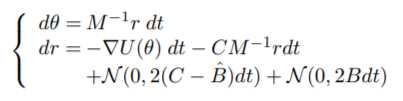 dθ = M⁻¹r dt
dr = −∇U(θ) dt − CM⁻¹rdt
+𝒩(0, 2(C − B̂)dt) + 𝒩(0, 2Bdt)